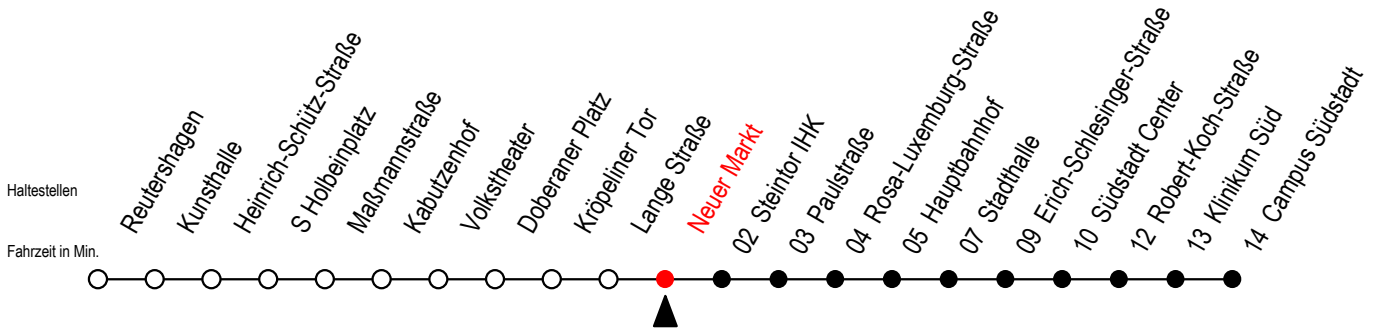 Haltestellen
Reutershagen
Kunsthalle
Heinrich-Schütz-Straße
S Holbeinplatz
Maßmannstraße
Kabutzenhof
Volkstheater
Doberaner Platz
Kröpeliner Tor
Lange Straße
Neuer Markt
02 Steintor IHK
03 Paulstraße
04 Rosa-Luxemburg-Straße
05 Hauptbahnhof
07 Stadthalle
09 Erich-Schlesinger-Straße
10 Südstadt Center
12 Robert-Koch-Straße
13 Klinikum Süd
14 Campus Südstadt
Fahrzeit in Min.